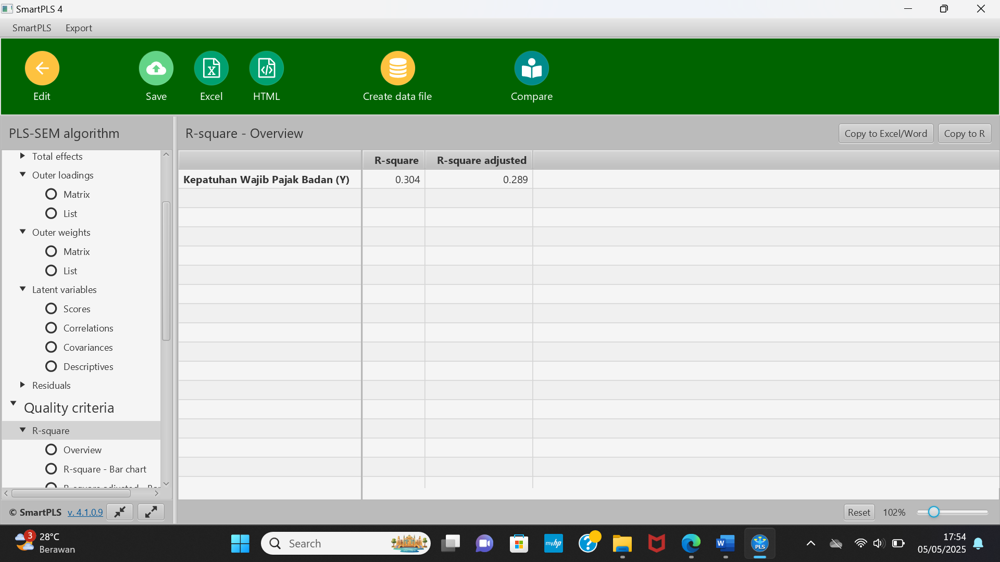 SmartPLS 4
SmartPLS Export
Edit
Save
Excel
HTML
Create data file
Compare
PLS-SEM algorithm
Total effects
Outer loadings
Matrix
List
Outer weights
Matrix
List
Latent variables
Scores
Correlations
Covariances
Descriptives
Residuals
Quality criteria
R-square
Overview
R-square - Bar chart
© SmartPLS v. 4.1.0.9
R-square - Overview
Copy to Excel/Word
Copy to R
R-square R-square adjusted
Kepatuhan Wajib Pajak Badan (Y) 0.304 0.289
Reset 102%
3
28°C
Berawan
Search
myhp
W
PLS
17:54
05/05/2025